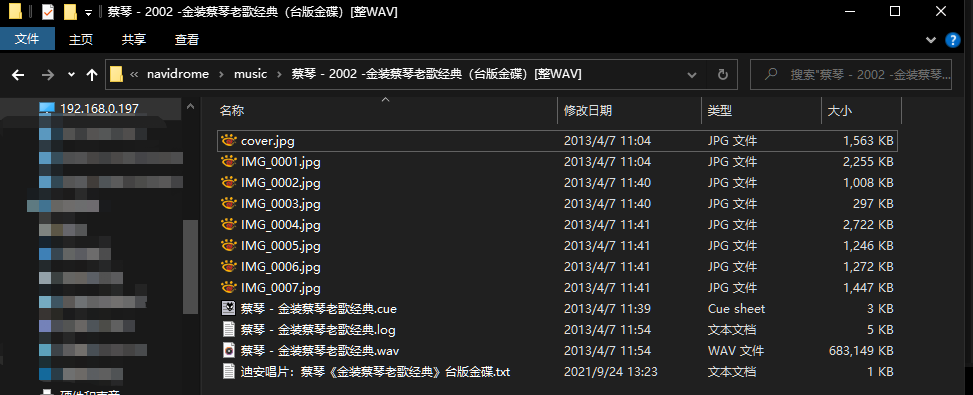 蔡琴 - 2002 -金装蔡琴老歌经典（台版金碟）[整WAV]
文件 主页 共享 查看
« navidrome › music › 蔡琴 - 2002 -金装蔡琴老歌经典（台版金碟）[整WAV] 搜索"蔡琴 - 2002 -金装蔡琴...
192.168.0.197
名称 修改日期 类型 大小
cover.jpg 2013/4/7 11:04 JPG 文件 1,563 KB
IMG_0001.jpg 2013/4/7 11:04 JPG 文件 2,255 KB
IMG_0002.jpg 2013/4/7 11:40 JPG 文件 1,008 KB
IMG_0003.jpg 2013/4/7 11:40 JPG 文件 297 KB
IMG_0004.jpg 2013/4/7 11:41 JPG 文件 2,722 KB
IMG_0005.jpg 2013/4/7 11:41 JPG 文件 1,246 KB
IMG_0006.jpg 2013/4/7 11:41 JPG 文件 1,272 KB
IMG_0007.jpg 2013/4/7 11:41 JPG 文件 1,447 KB
蔡琴 - 金装蔡琴老歌经典.cue 2013/4/7 11:39 Cue sheet 3 KB
蔡琴 - 金装蔡琴老歌经典.log 2013/4/7 11:54 文本文档 5 KB
蔡琴 - 金装蔡琴老歌经典.wav 2013/4/7 11:54 WAV 文件 683,149 KB
迪安唱片：蔡琴《金装蔡琴老歌经典》台版金碟.txt 2021/9/24 13:23 文本文档 1 KB